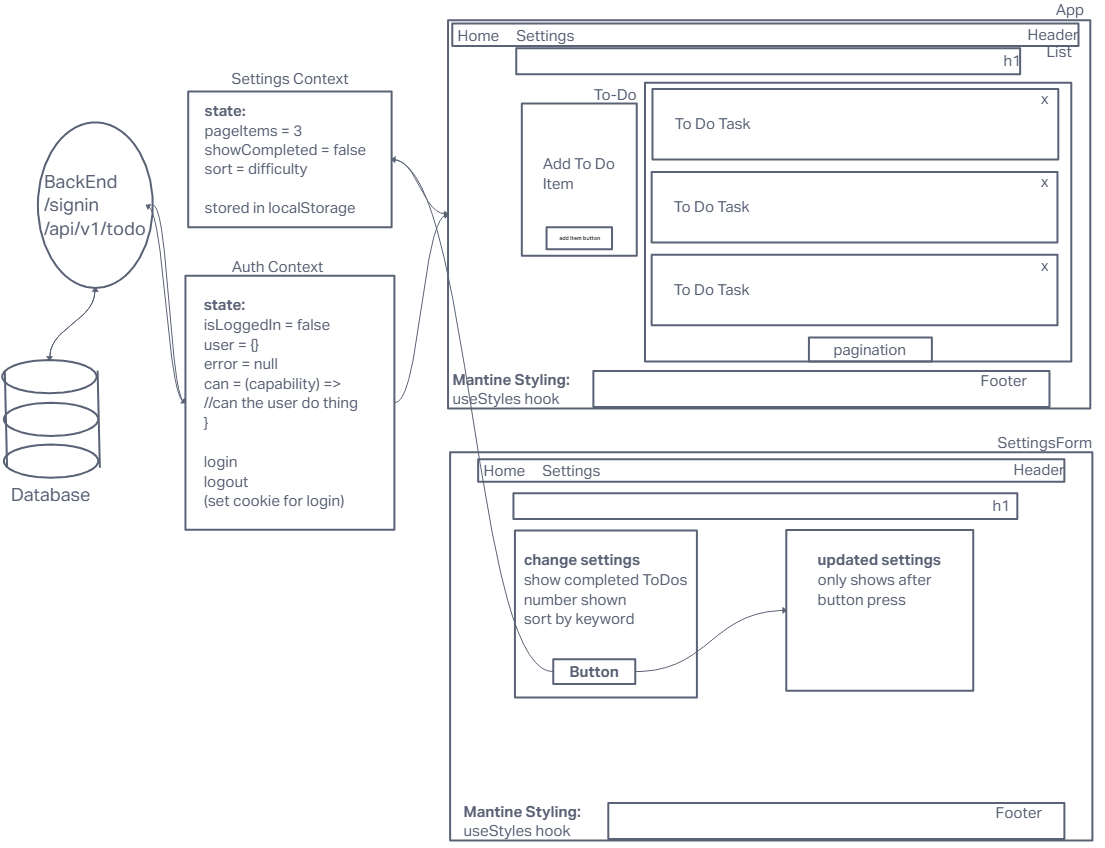 BackEnd
/signin
/api/v1/todo
Database
Settings Context
state:
pageItems = 3
showCompleted = false
sort = difficulty
stored in localStorage
Auth Context
state:
isLoggedIn = false
user = {}
error = null
can = (capability) =>
//can the user do thing
}
login
logout
(set cookie for login)
App
Home Settings Header
List
h1
To-Do
Add To Do
Item
add item button
x
To Do Task
x
To Do Task
x
To Do Task
pagination
Mantine Styling:
useStyles hook
Footer
SettingsForm
Home Settings Header
h1
change settings
show completed ToDos
number shown
sort by keyword
Button
updated settings
only shows after
button press
Mantine Styling:
useStyles hook
Footer